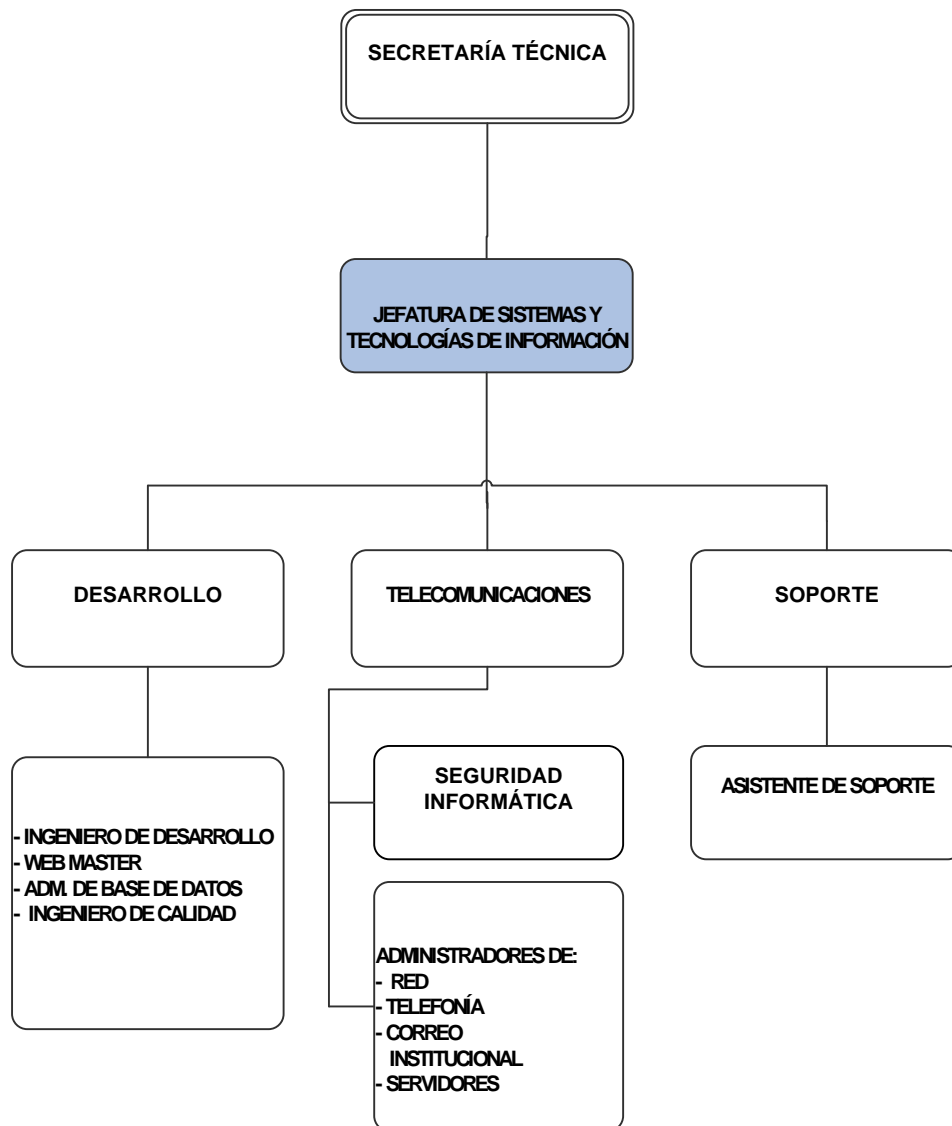 SECRETARÍA TÉCNICA
JEFATURA DE SISTEMAS Y
TECNOLOGÍAS DE INFORMACIÓN
DESARROLLO
TELECOMUNICACIONES
SOPORTE
- INGENIERO DE DESARROLLO
- WEB MASTER
- ADM. DE BASE DE DATOS
- INGENIERO DE CALIDAD
SEGURIDAD
INFORMÁTICA
ADMINISTRADORES DE:
- RED
- TELEFONÍA
- CORREO
INSTITUCIONAL
- SERVIDORES
ASISTENTE DE SOPORTE